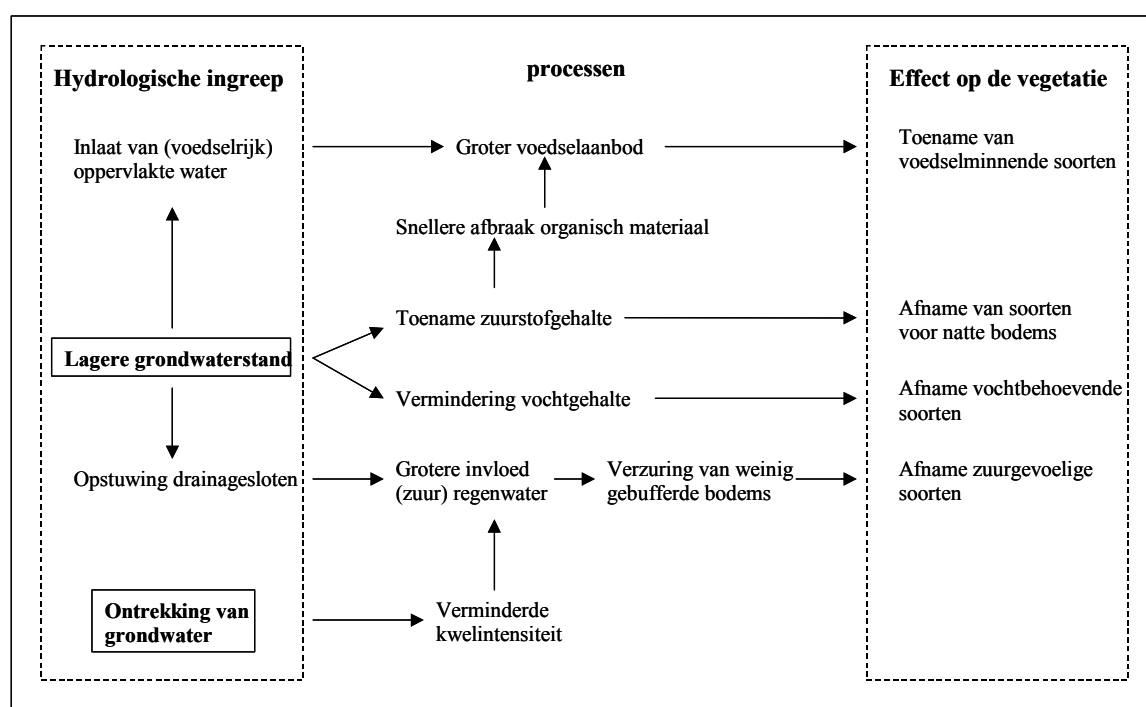 Hydrologische ingreep
processen
Effect op de vegetatie
Inlaat van (voedselrijk)
oppervlakte water
Groter voedselaanbod
Toename van
voedselminnende soorten
Snellere afbraak organisch materiaal
Toename zuurstofgehalte
Afname van soorten
voor natte bodems
Lagere grondwaterstand
Vermindering vochtgehalte
Afname vochtbehoevende
soorten
Opstuwing drainagesloten
Grotere invloed
(zuur) regenwater
Verzuring van weinig
gebufferde bodems
Afname zuurgevoelige
soorten
Ontrekking van
grondwater
Verminderde
kwelintensiteit